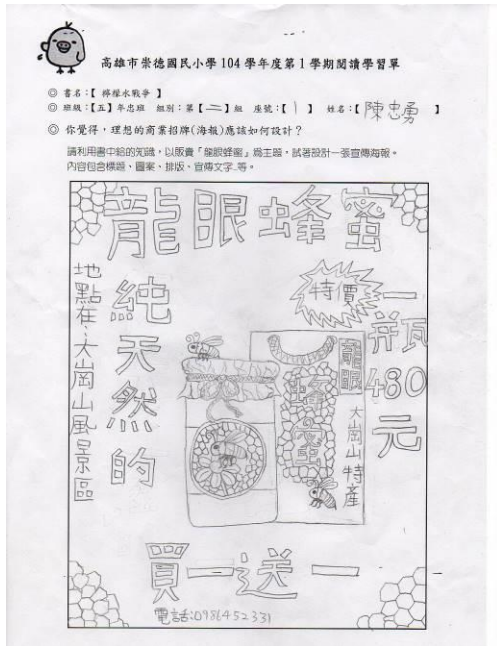 高雄市崇德國民小學 104 學年度第 1 學期閱讀學習單
◎ 書名:【 檸檬水戰爭 】
◎ 班級:【五】年忠班 組別:第【二】組 座號:【1】 姓名:【陳忠勇】
◎ 你覺得,理想的商業招牌(海報)應該如何設計?
請利用書中給的知識,以販賣「龍眼蜂蜜」為主題,試著設計一張宣傳海報。
內容包含標題、圖案、排版、宣傳文字…等。
龍眼蜂蜜
地點在:大崗山風景區
純天然的
特價
一瓶480元
龍眼
蜂蜜
大崗山特產
買一送一
電話:0986452331